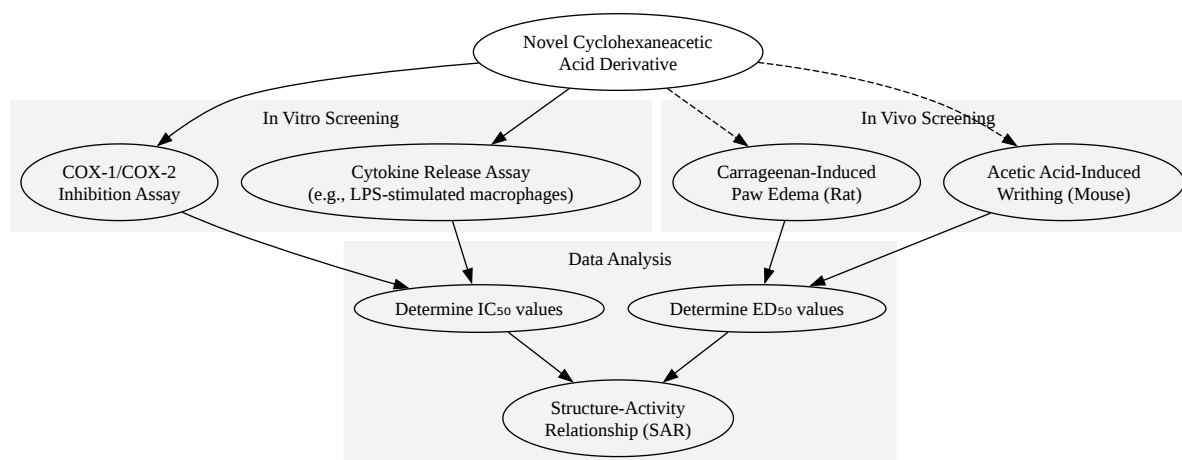 Novel Cyclohexaneacetic
Acid Derivative
In Vitro Screening
In Vivo Screening
COX-1/COX-2
Inhibition Assay
Cytokine Release Assay
(e.g., LPS-stimulated macrophages)
Carrageenan-Induced
Paw Edema (Rat)
Acetic Acid-Induced
Writhing (Mouse)
Data Analysis
Determine IC₅₀ values
Determine ED₅₀ values
Structure-Activity
Relationship (SAR)